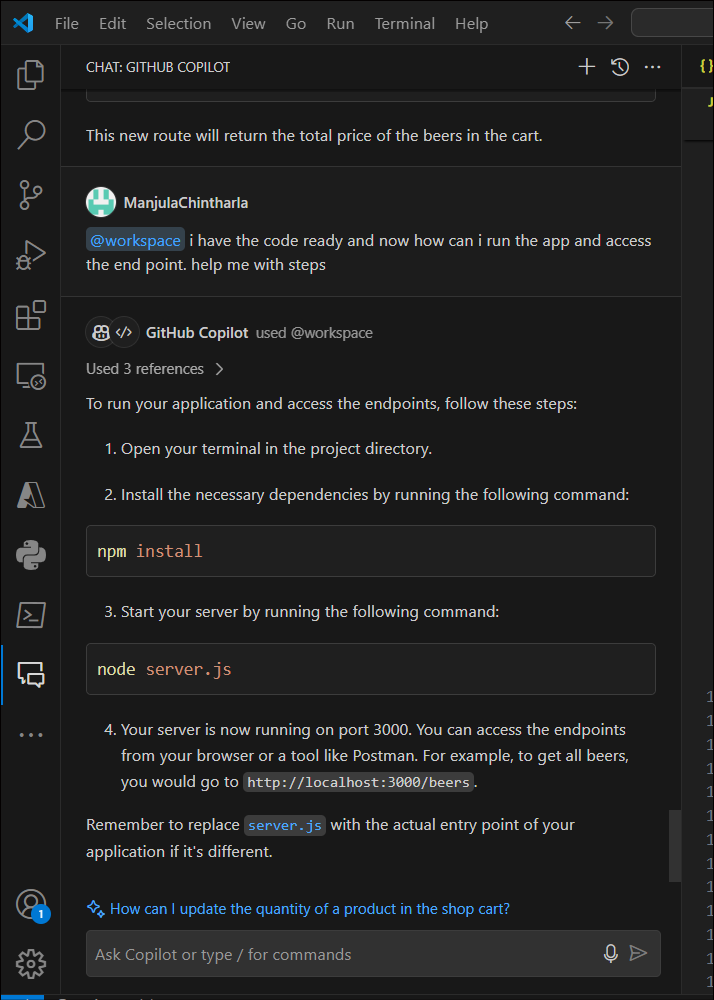 File Edit Selection View Go Run Terminal Help
CHAT: GITHUB COPILOT
This new route will return the total price of the beers in the cart.
ManjulaChintharla
@workspace i have the code ready and now how can i run the app and access
the end point. help me with steps
GitHub Copilot used @workspace
Used 3 references
To run your application and access the endpoints, follow these steps:
1. Open your terminal in the project directory.
2. Install the necessary dependencies by running the following command:
npm install
3. Start your server by running the following command:
node server.js
4. Your server is now running on port 3000. You can access the endpoints
from your browser or a tool like Postman. For example, to get all beers,
you would go to http://localhost:3000/beers.
Remember to replace server.js with the actual entry point of your
application if it's different.
1
How can I update the quantity of a product in the shop cart?
Ask Copilot or type / for commands